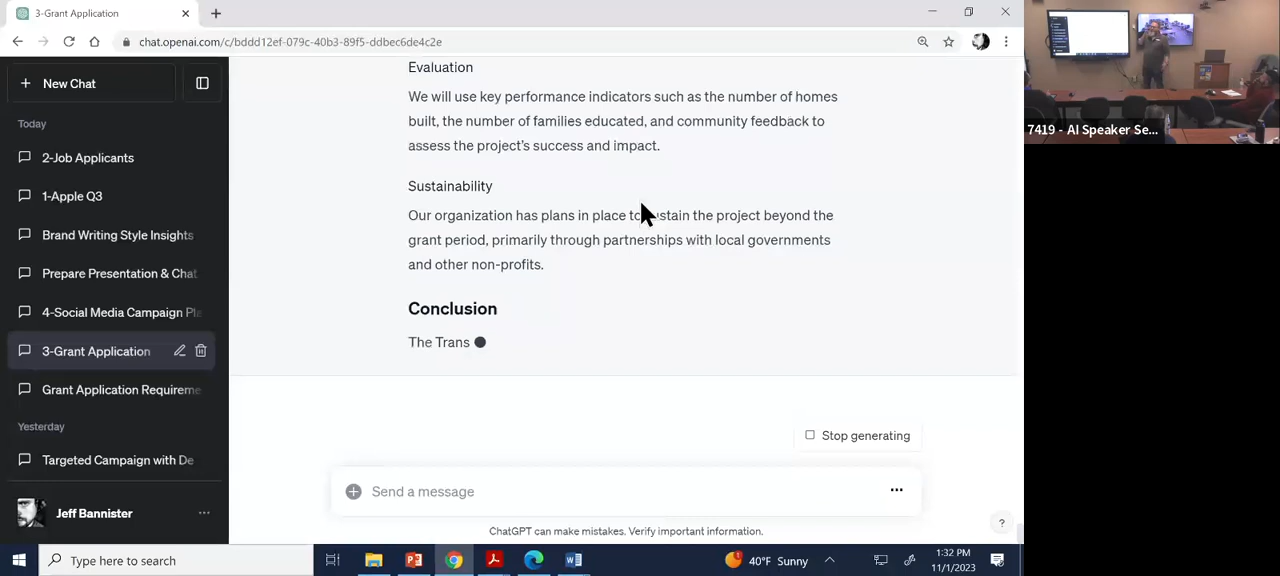 3-Grant Application
chat.openai.com/c/bddd12ef-079c-40b3-89f5-ddbec6de4c2e
New Chat
Today
2-Job Applicants
1-Apple Q3
Brand Writing Style Insights
Prepare Presentation & Chat
4-Social Media Campaign Pla
3-Grant Application
Grant Application Requireme
Yesterday
Targeted Campaign with De
Jeff Bannister
Evaluation
We will use key performance indicators such as the number of homes
built, the number of families educated, and community feedback to
assess the project's success and impact.
Sustainability
Our organization has plans in place to sustain the project beyond the
grant period, primarily through partnerships with local governments
and other non-profits.
Conclusion
The Trans
Stop generating
Send a message
ChatGPT can make mistakes. Verify important information.
?
7419 - AI Speaker Se...
Type here to search
40°F Sunny
1:32 PM
11/1/2023